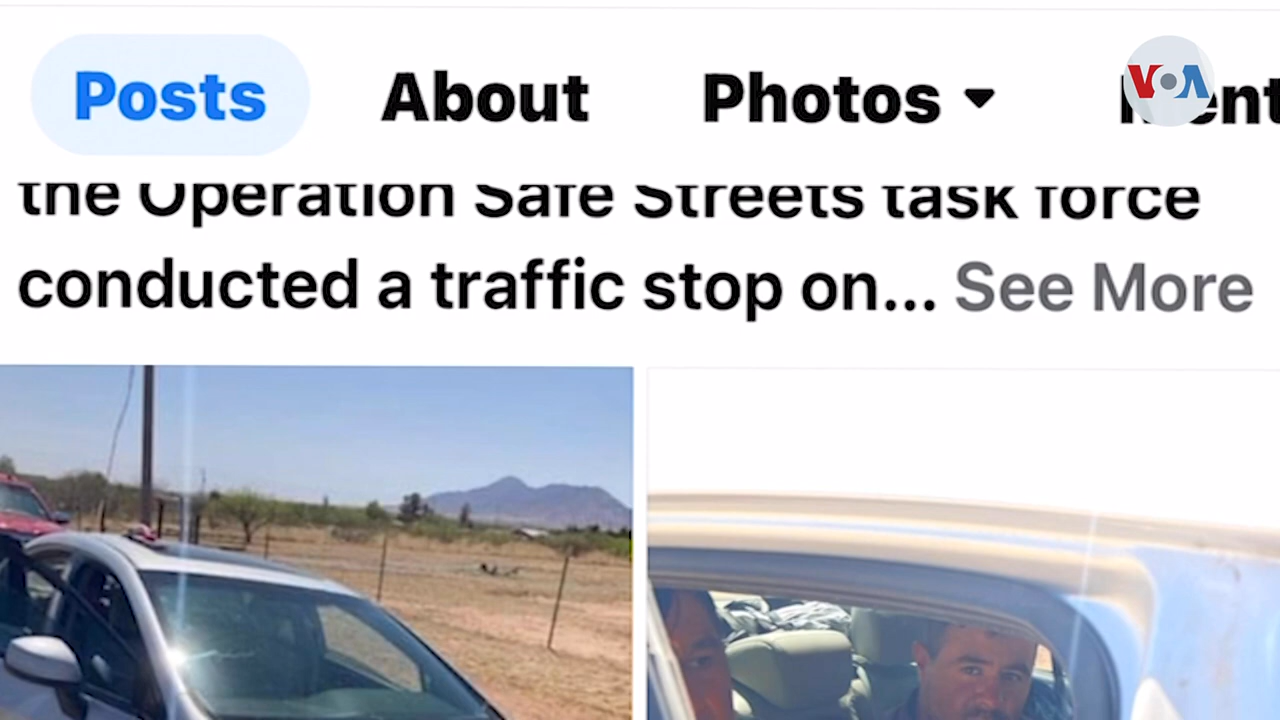 Posts About Photos
VOA
the Operation Safe Streets task force
conducted a traffic stop on... See More